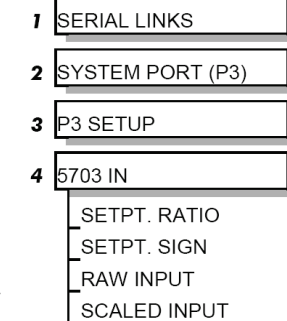 1 SERIAL LINKS
2 SYSTEM PORT (P3)
3 P3 SETUP
4 5703 IN
SETPT. RATIO
SETPT. SIGN
RAW INPUT
SCALED INPUT